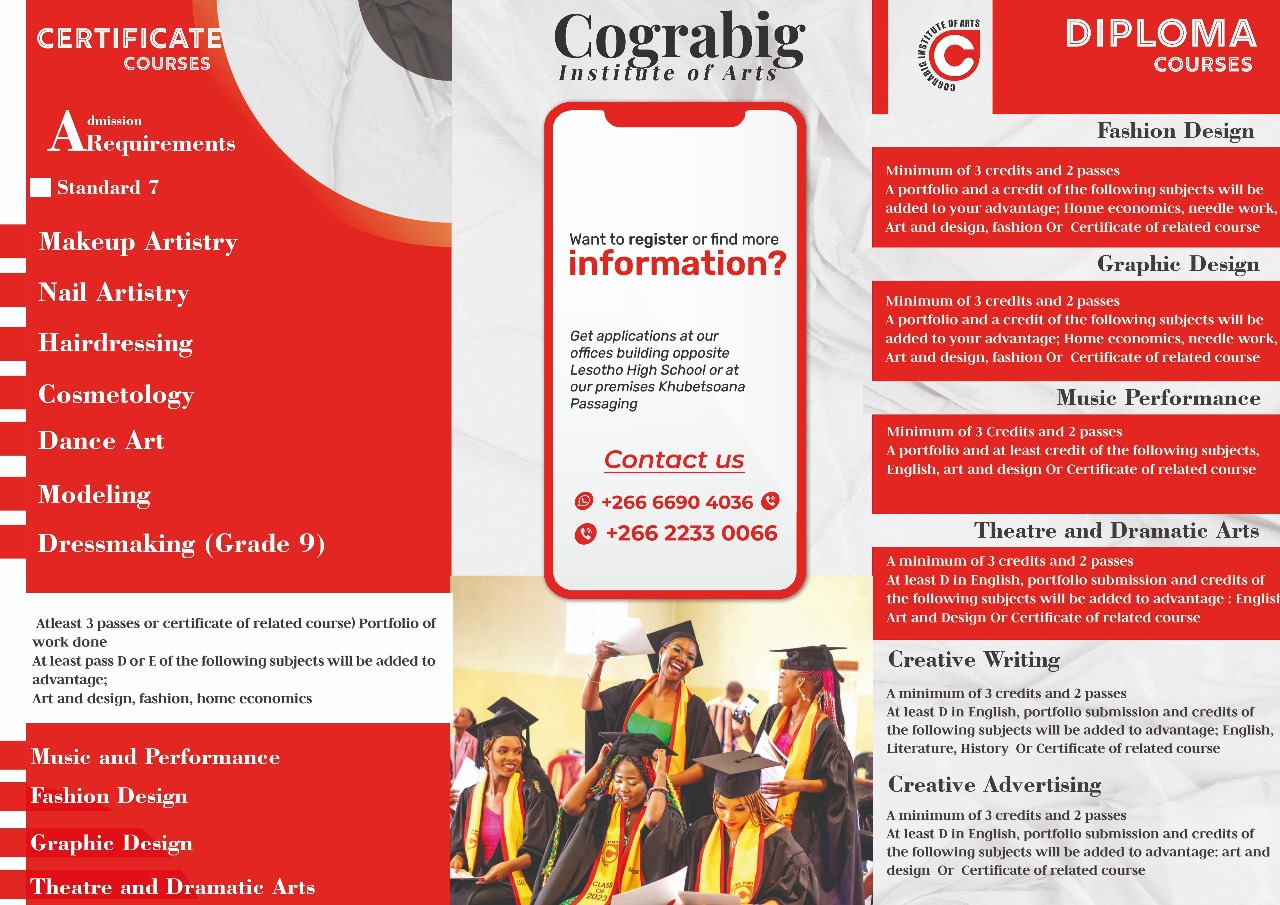 CERTIFICATE
COURSES
Admission
Requirements
Standard 7
Makeup Artistry
Nail Artistry
Hairdressing
Cosmetology
Dance Art
Modeling
Dressmaking (Grade 9)
Atleast 3 passes or certificate of related course) Portfolio of
work done
At least pass D or E of the following subjects will be added to
advantage;
Art and design, fashion, home economics
Music and Performance
Fashion Design
Graphic Design
Theatre and Dramatic Arts
Cograbig
Institute of Arts
Want to register or find more
information?
Get applications at our
offices building opposite
Lesotho High School or at
our premises Khubetsoana
Passaging
Contact us
+266 6690 4036
+266 2233 0066
CLASS
OF
2023
COGRABIG INSTITUTE OF ARTS
C
DIPLOMA
COURSES
Fashion Design
Minimum of 3 credits and 2 passes
A portfolio and a credit of the following subjects will be
added to your advantage; Home economics, needle work,
Art and design, fashion Or Certificate of related course
Graphic Design
Minimum of 3 credits and 2 passes
A portfolio and a credit of the following subjects will be
added to your advantage; Home economics, needle work,
Art and design, fashion Or Certificate of related course
Music Performance
Minimum of 3 Credits and 2 passes
A portfolio and at least credit of the following subjects,
English, art and design Or Certificate of related course
Theatre and Dramatic Arts
A minimum of 3 credits and 2 passes
At least D in English, portfolio submission and credits of
the following subjects will be added to advantage : English
Art and Design Or Certificate of related course
Creative Writing
A minimum of 3 credits and 2 passes
At least D in English, portfolio submission and credits of
the following subjects will be added to advantage; English,
Literature, History Or Certificate of related course
Creative Advertising
A minimum of 3 credits and 2 passes
At least D in English, portfolio submission and credits of
the following subjects will be added to advantage: art and
design Or Certificate of related course